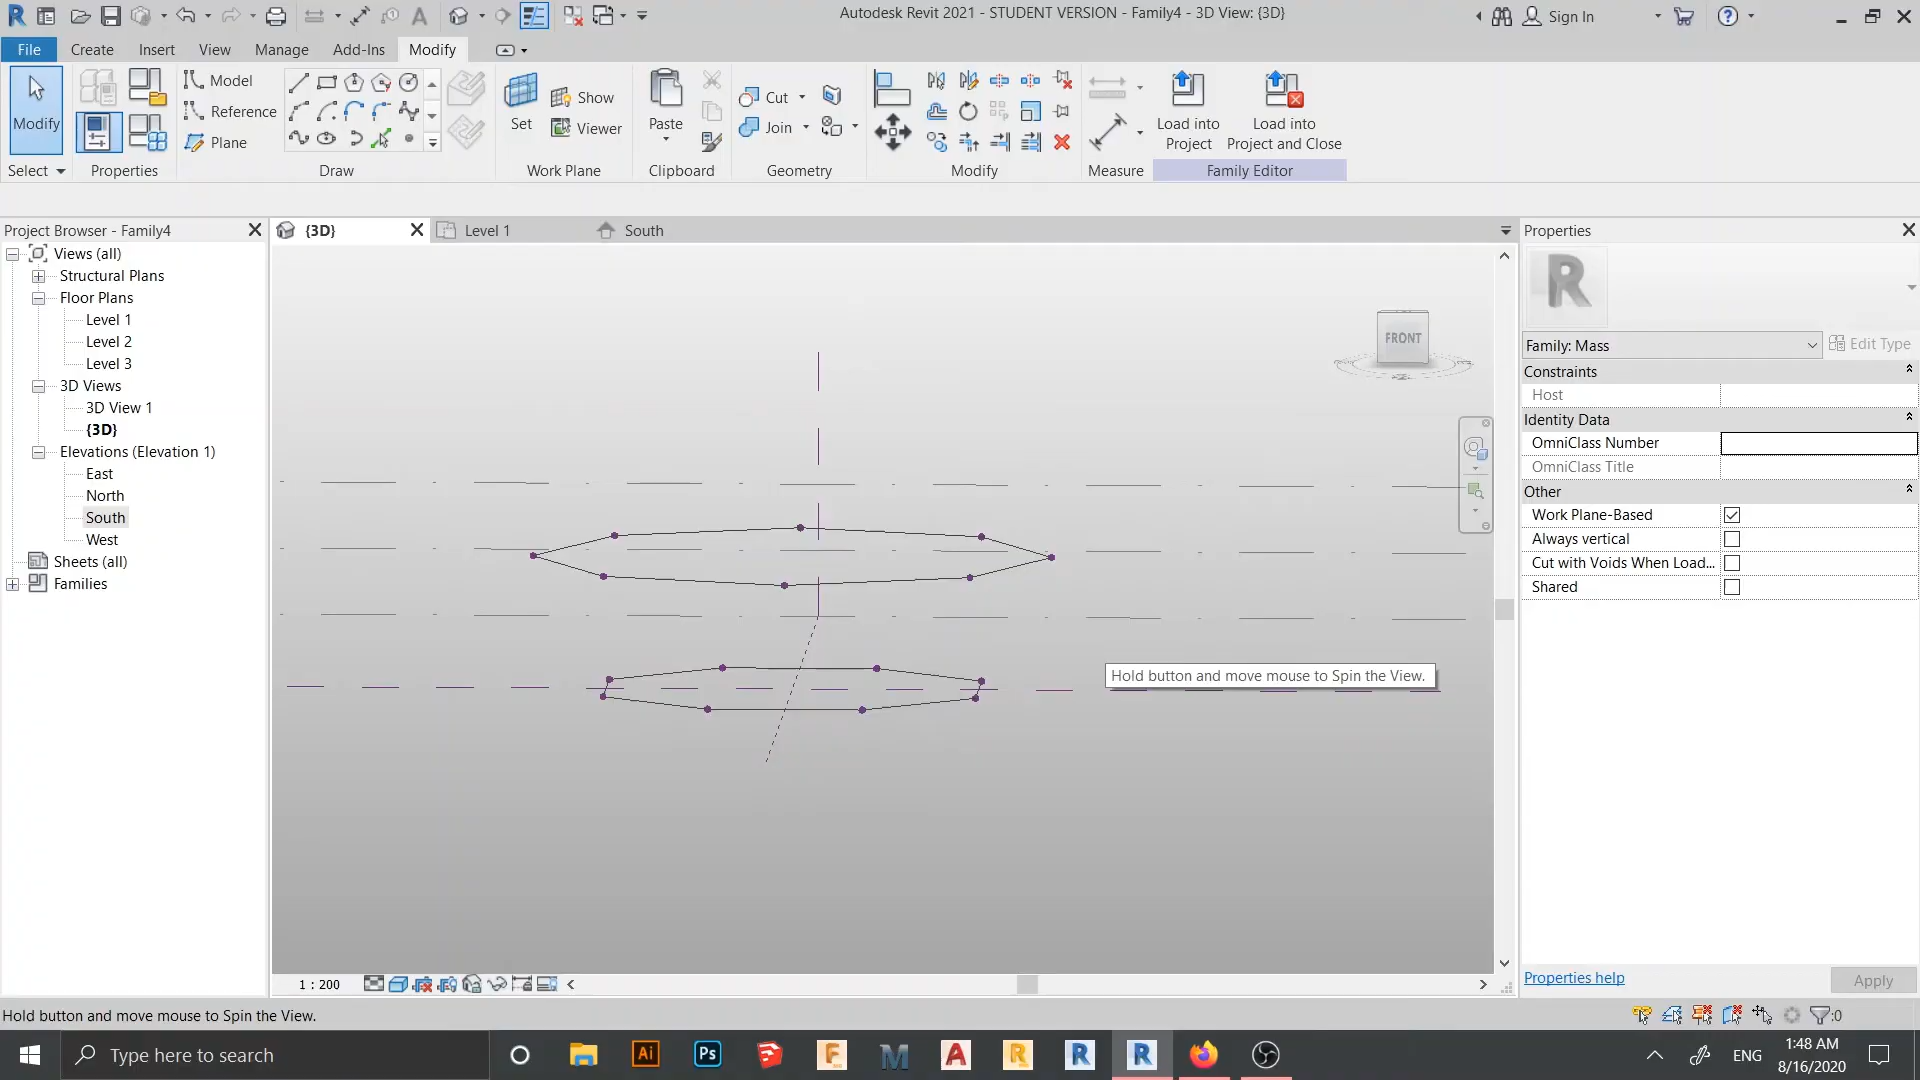 Autodesk Revit 2021 - STUDENT VERSION - Family4 - 3D View: {3D}
Sign In
File
Create
Insert
View
Manage
Add-Ins
Modify
Modify
Select
Properties
Model
Reference
Plane
Draw
Set
Show
Viewer
Work Plane
Paste
Clipboard
Cut
Join
Geometry
Modify
Measure
Load into
Project
Load into
Project and Close
Family Editor
Project Browser - Family4
Views (all)
Structural Plans
Floor Plans
Level 1
Level 2
Level 3
3D Views
3D View 1
{3D}
Elevations (Elevation 1)
East
North
South
West
Sheets (all)
Families
{3D}
Level 1
South
FRONT
Hold button and move mouse to Spin the View.
1 : 200
Properties
R
Family: Mass
Edit Type
Constraints
Host
Identity Data
OmniClass Number
OmniClass Title
Other
Work Plane-Based
Always vertical
Cut with Voids When Load...
Shared
Properties help
Apply
Hold button and move mouse to Spin the View.
:0
Type here to search
Ai
Ps
ENG
1:48 AM
8/16/2020